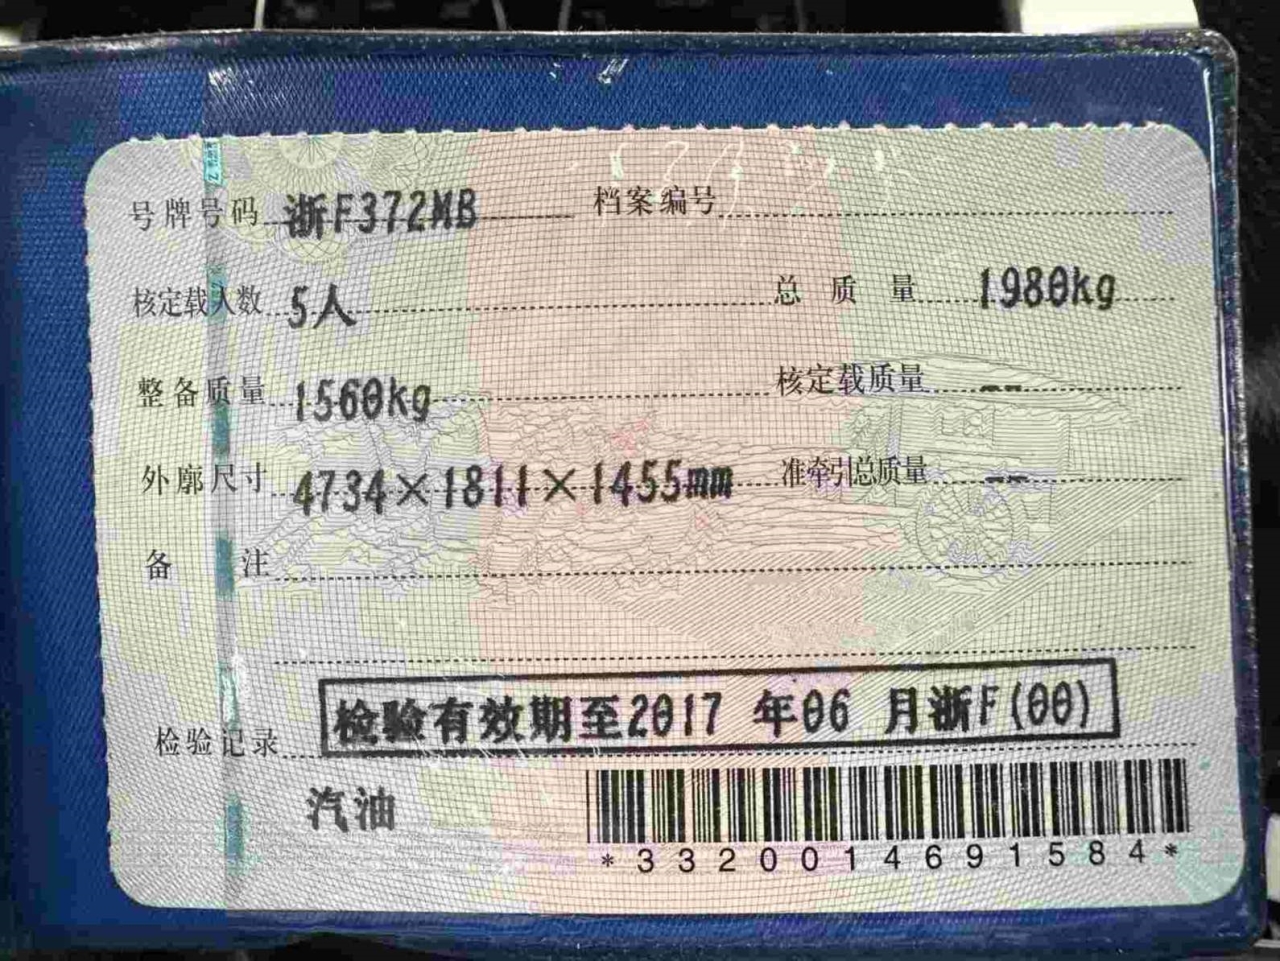 号牌号码 浙F372MB 档案编号
核定载人数 5人 总质量 1980kg
整备质量 1560kg 核定载质量 --
外廓尺寸 4734×1811×1455mm 准牵引总质量 --
备注
检验记录 检验有效期至2017 年06 月浙F(00)
汽油
*3320014691584*